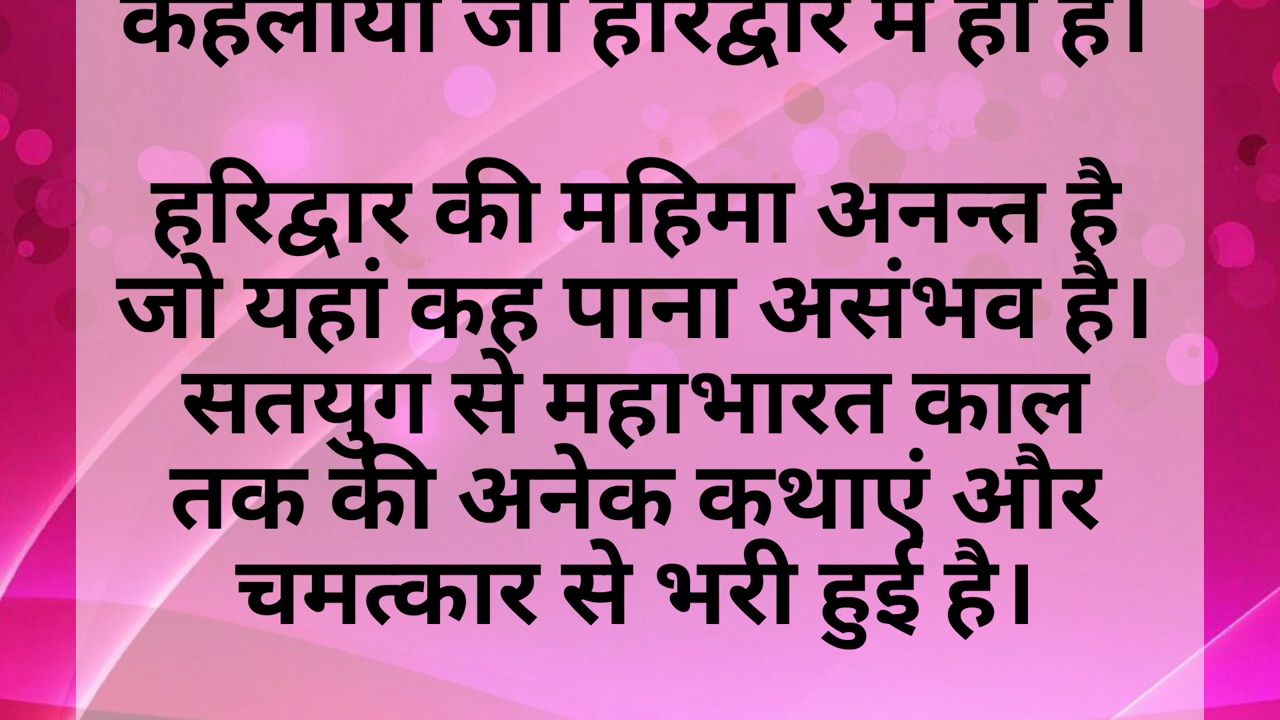 कहलाया जो हरिद्वार में ही है।
हरिद्वार की महिमा अनन्त है
जो यहां कह पाना असंभव है।
सतयुग से महाभारत काल
तक की अनेक कथाएं और
चमत्कार से भरी हुई है।